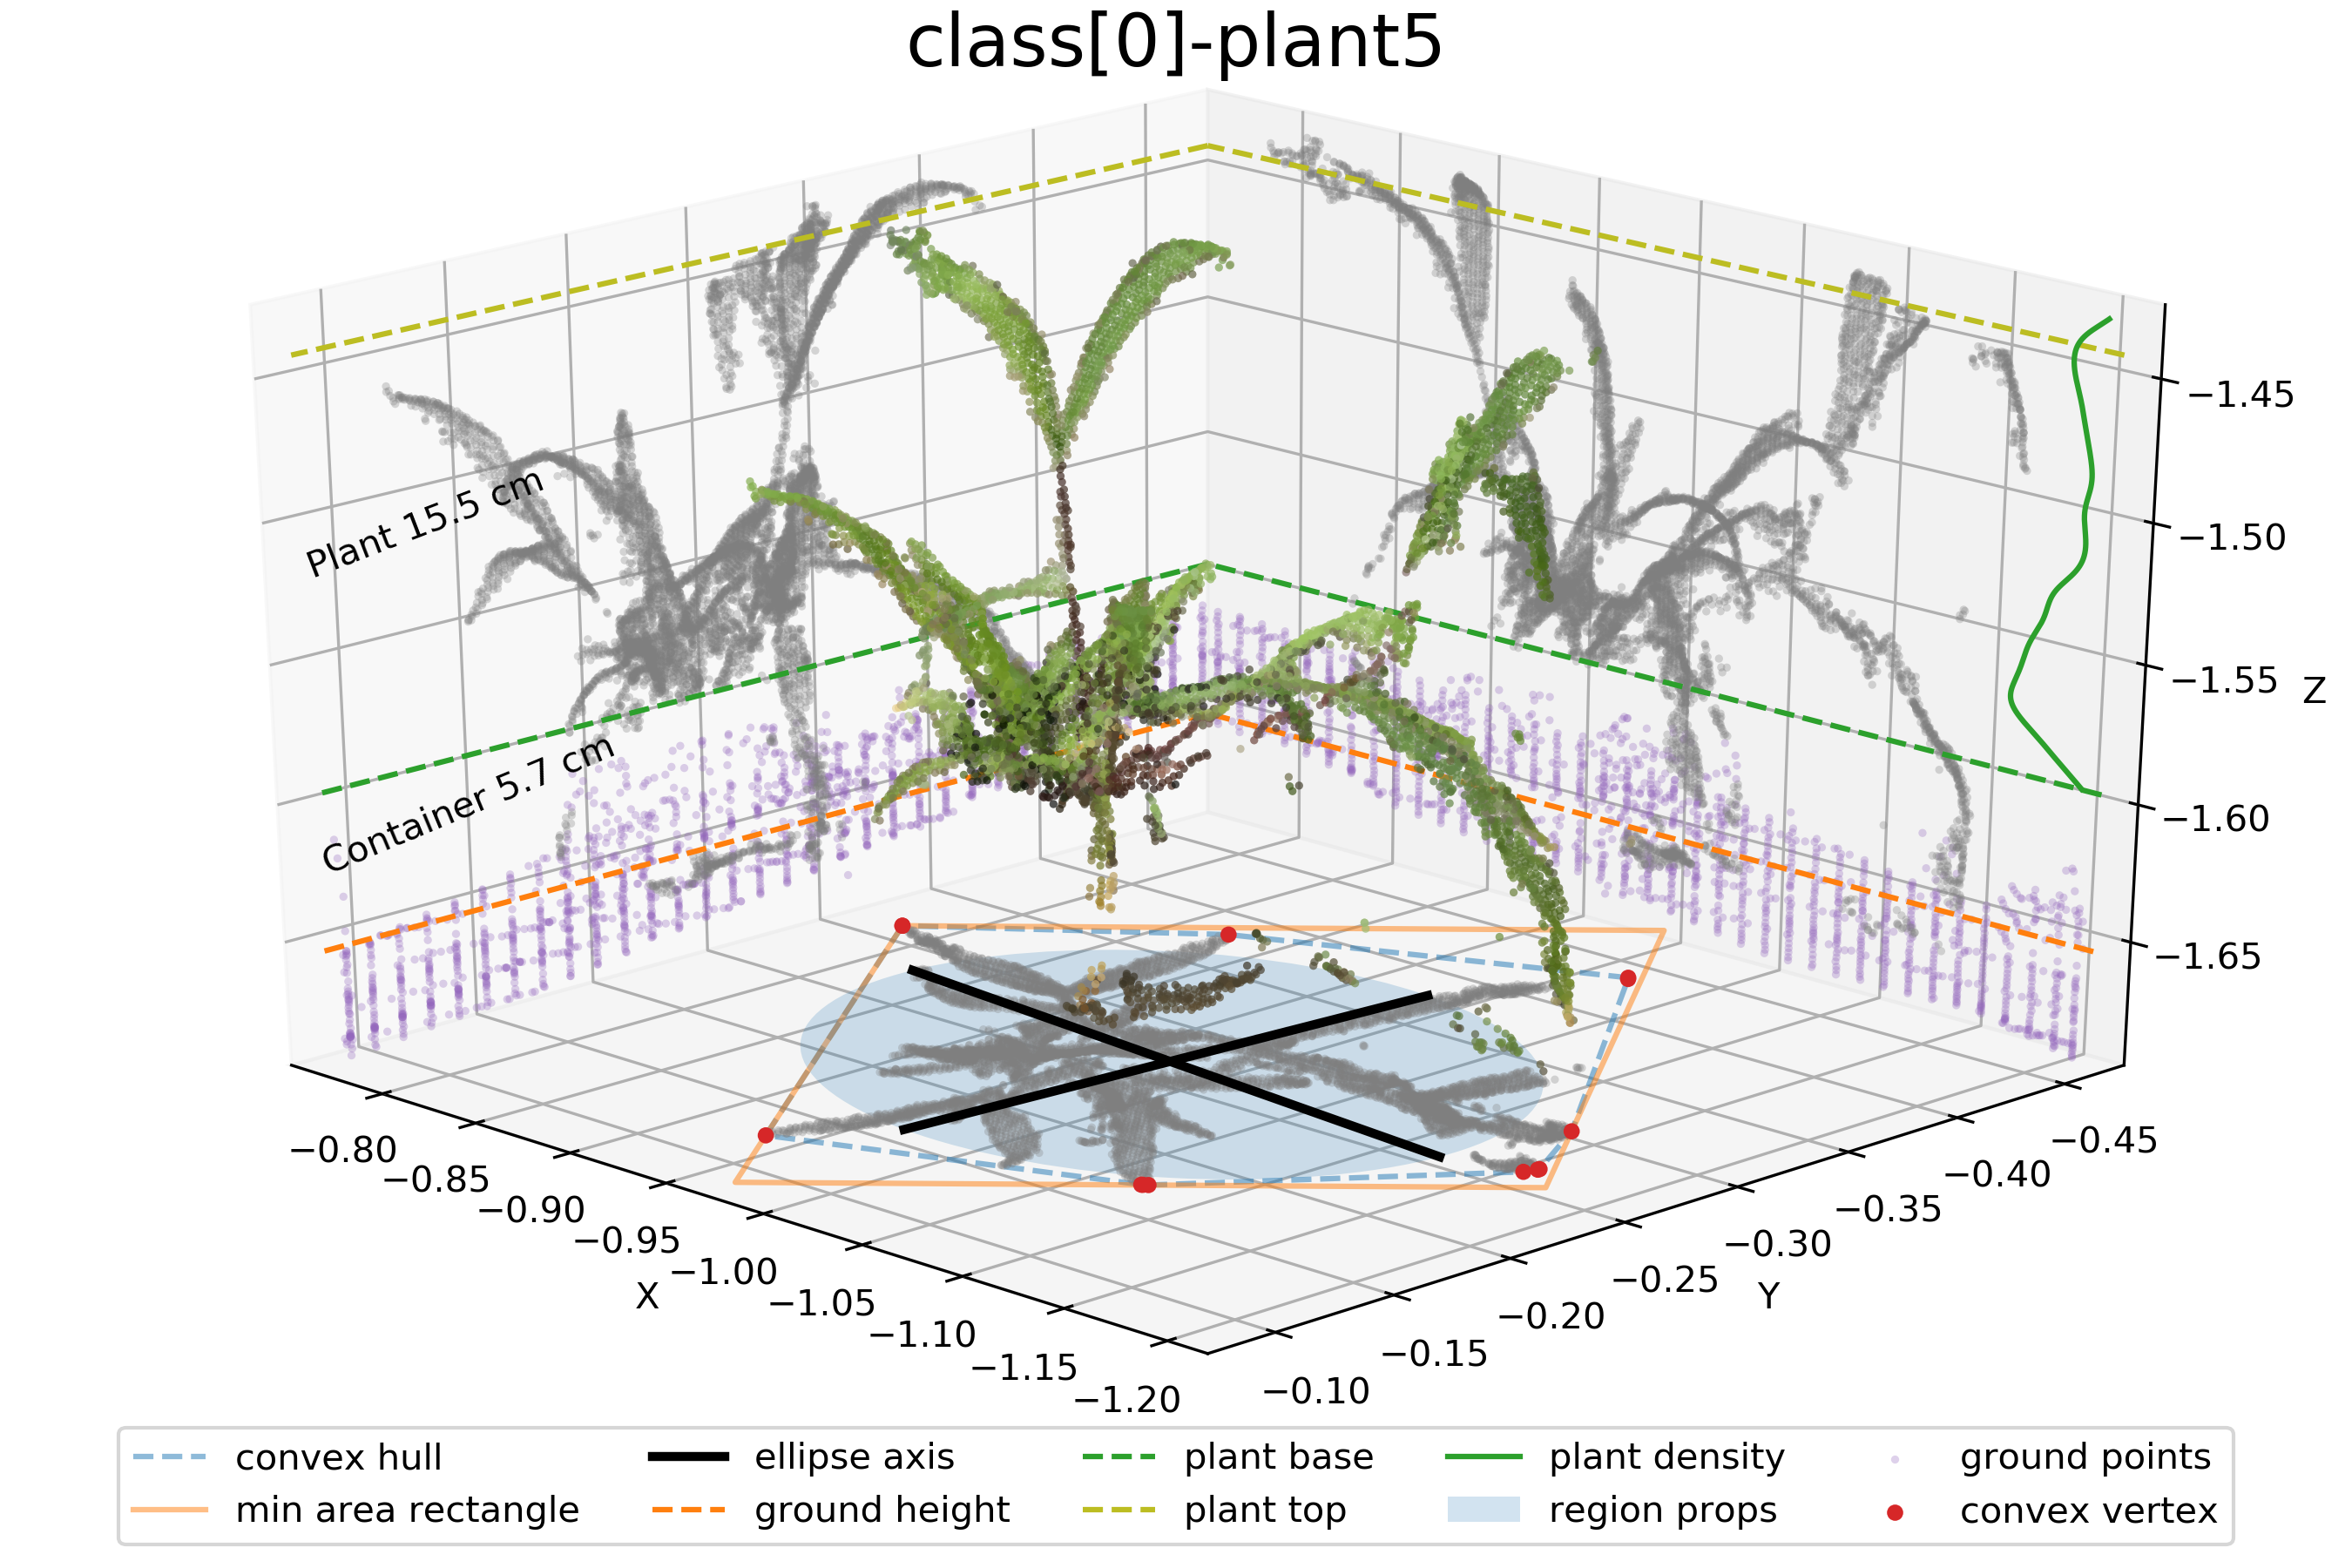 class[0]-plant5
Plant 15.5 cm
Container 5.7 cm
−1.45
−1.50
−1.55
−1.60
−1.65
Z
−0.80
−0.85
−0.90
−0.95
−1.00
−1.05
−1.10
−1.15
−1.20
X
−0.45
−0.40
−0.35
−0.30
−0.25
−0.20
−0.15
−0.10
Y
convex hull
min area rectangle
ellipse axis
ground height
plant base
plant top
plant density
region props
ground points
convex vertex